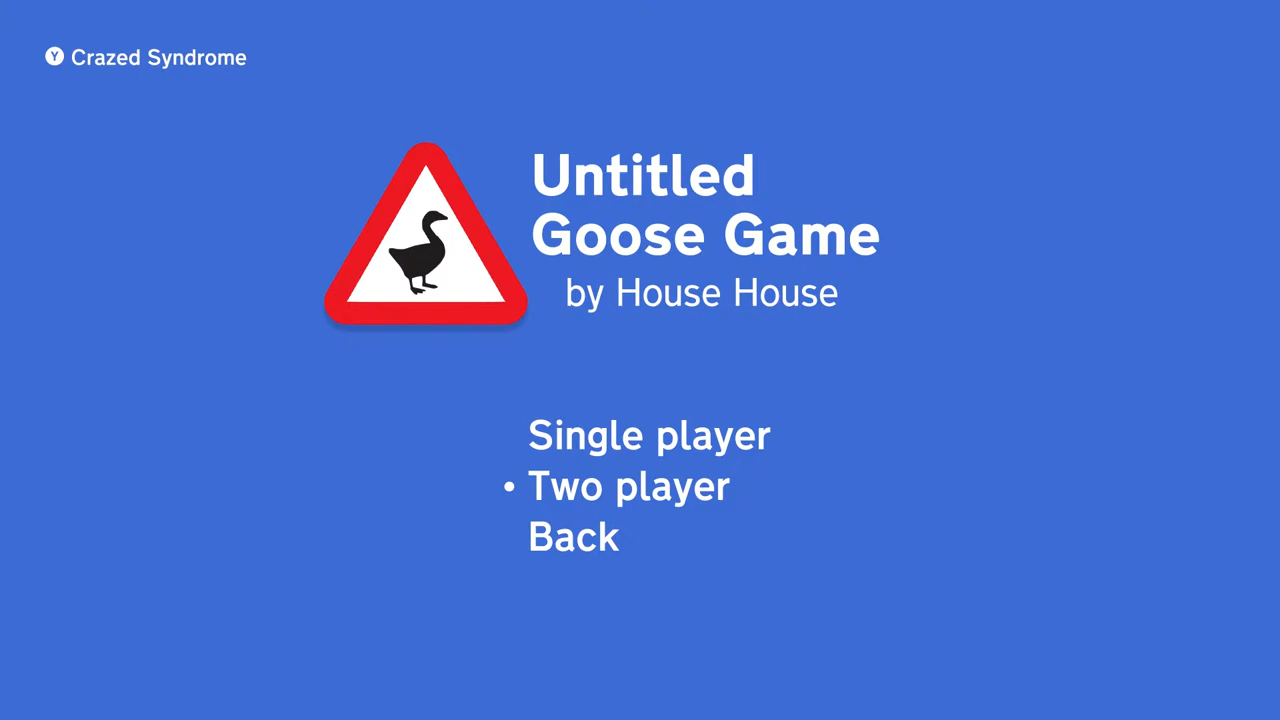 Y Crazed Syndrome
Untitled
Goose Game
by House House
Single player
• Two player
Back